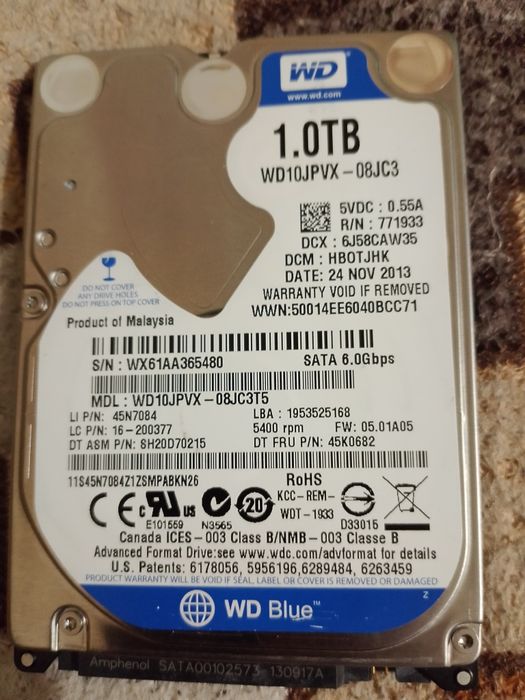 WD
www.wd.com
1.0TB
WD10JPVX-08JC3
5VDC : 0.55A
R/N : 771933
DCX : 6J58CAW35
DCM : HBOTJHK
DATE: 24 NOV 2013
WARRANTY VOID IF REMOVED
WWN:50014EE6040BCC71
DO NOT COVER
ANY DRIVE HOLES
DO NOT PRESS ON TOP COVER
Product of Malaysia
S/N : WX61AA365480 SATA 6.0Gbps
MDL : WD10JPVX-08JC3T5
LI P/N: 45N7084 LBA : 1953525168
LC P/N: 16-200377 5400 rpm FW: 05.01A05
DT ASM P/N: SH20D70215 DT FRU P/N: 45K0682
11S45N7084Z1ZSMPABKN26
RoHS
KCC-REM-
WDT-1933
CE c RU US 20
E101559 N3565 D33015
Canada ICES-003 Class B/NMB-003 Classe B
Advanced Format Drive:see www.wdc.com/advformat for details
U.S. Patents: 6178056, 5956196,6289484, 6263459
PRODUCT WARRANTY WILL BE VOID IF SEAL, LABEL OR COVER IS REMOVED OR DAMAGED
Z
WD Blue™
Amphenol SATA00102573 130917A